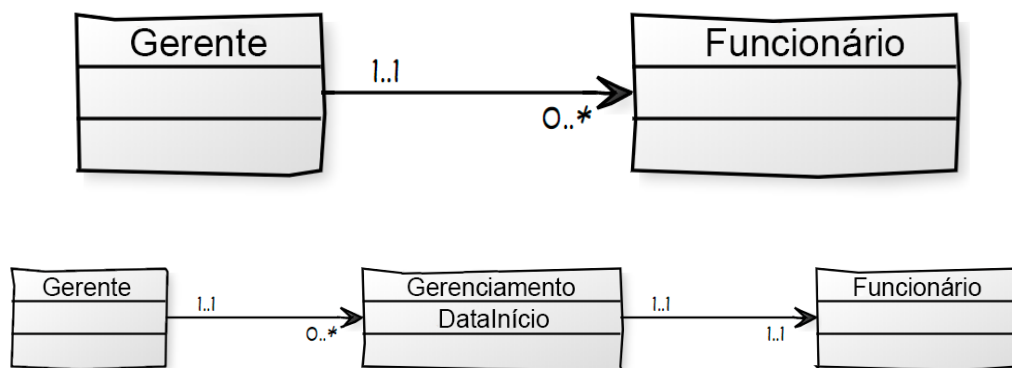 Gerente
Funcionário
1..1
0..*
Gerente
Gerenciamento
Funcionário
DataInício
1..1
0..*
1..1
1..1